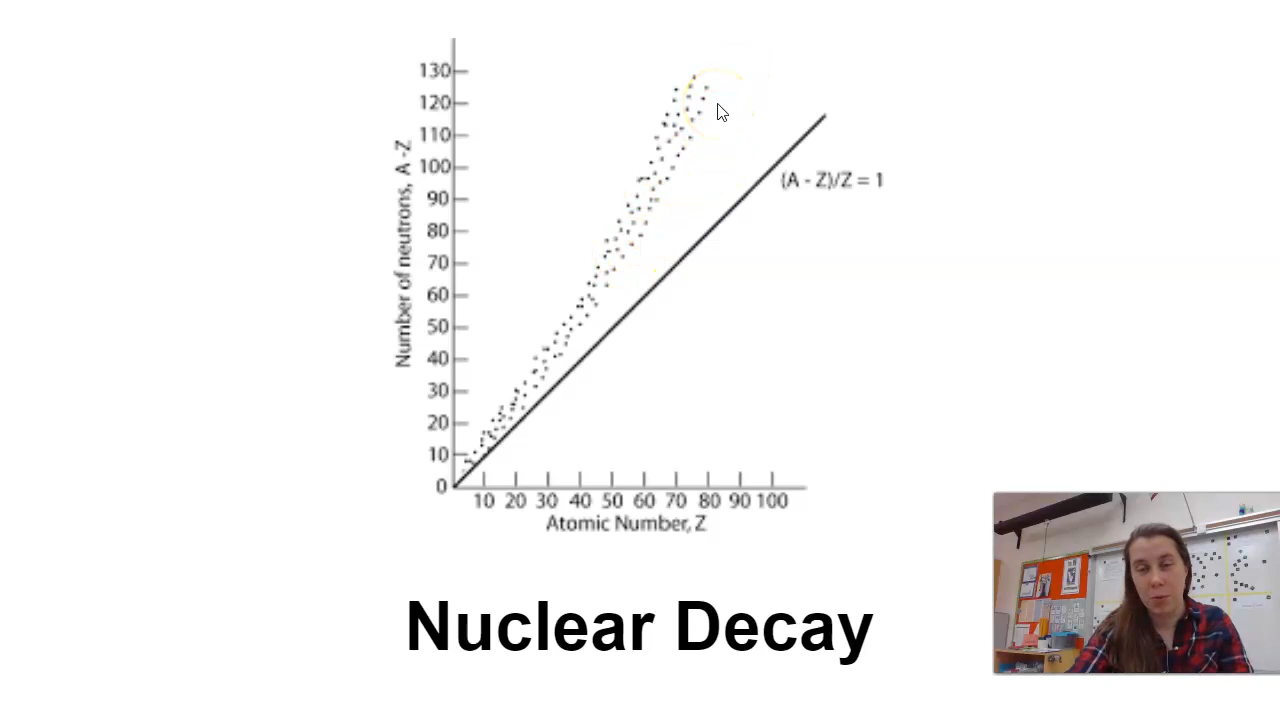 130
120
110
100
90
80
70
60
50
40
30
20
10
0
Number of neutrons, A -Z
(A - Z)/Z = 1
10 20 30 40 50 60 70 80 90 100
Atomic Number, Z
Nuclear Decay